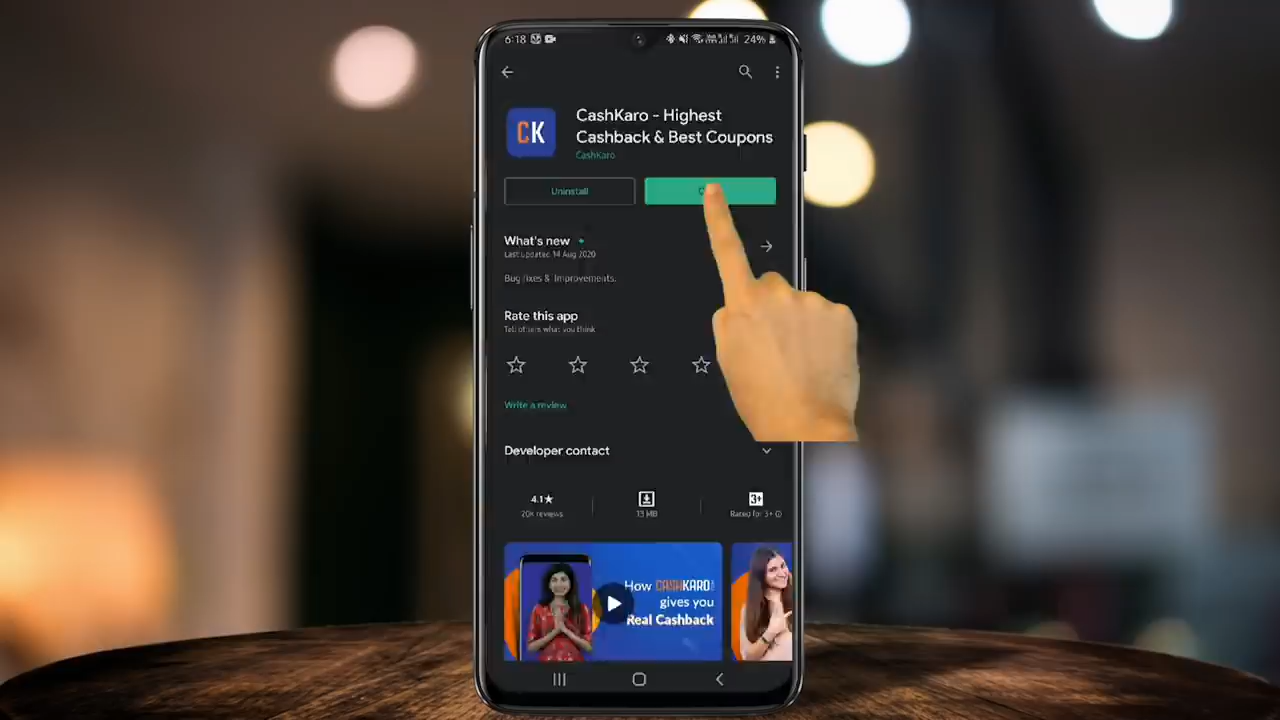 6:18
24%
CK
CashKaro - Highest
Cashback & Best Coupons
CashKaro
Uninstall
What's new
Last updated 14 Aug 2020
Bug fixes & Improvements.
Rate this app
Tell others what you think
Write a review
Developer contact
4.1★
20K reviews
13 MB
3+
Rated for 3+
How CASHKARO
gives you
Real Cashback